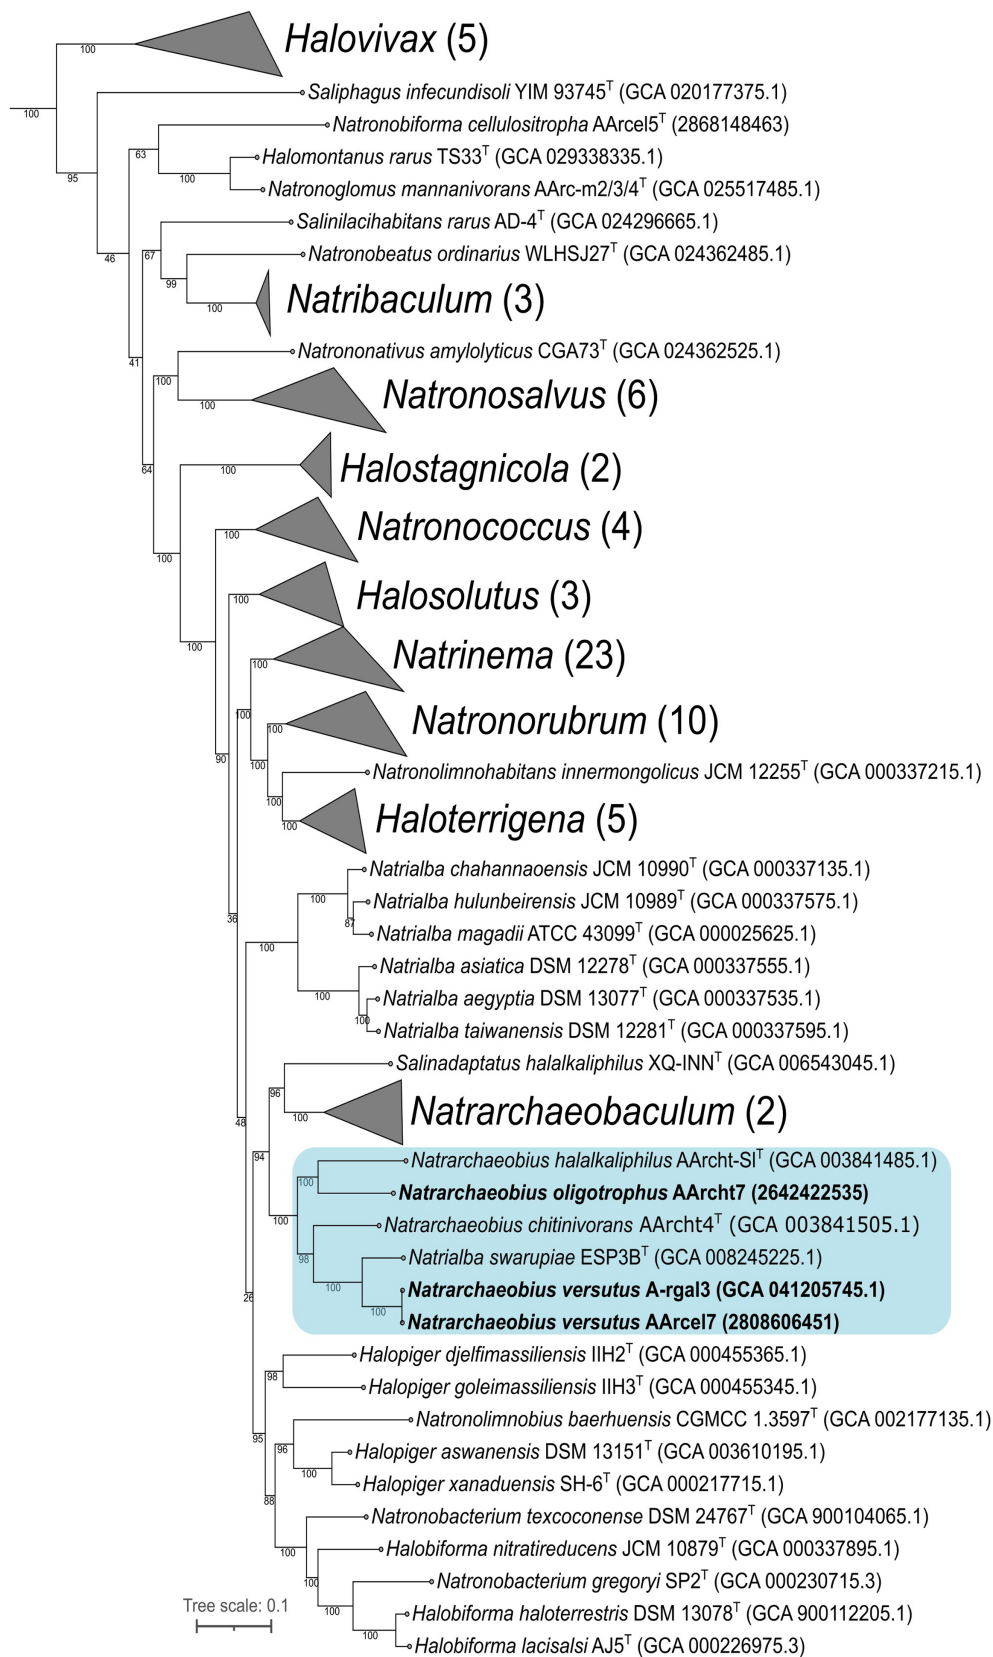 Halovivax (5)
100
100
Saliphagus infecundisoli YIM 93745T (GCA 020177375.1)
95
Natronobiforma cellulositropha AArcel5T (2868148463)
63
Halomontanus rarus TS33T (GCA 029338335.1)
100
Natronoglomus mannanivorans AArc-m2/3/4T (GCA 025517485.1)
46
Salinilacihabitans rarus AD-4T (GCA 024296665.1)
67
Natronobeatus ordinarius WLHSJ27T (GCA 024362485.1)
99
Natribaculum (3)
100
41
Natrononativus amylolyticus CGA73T (GCA 024362525.1)
100
Natronosalvus (6)
100
64
Halostagnicola (2)
100
100
Natronococcus (4)
100
100
Halosolutus (3)
100
90
Natrinema (23)
100
100
Natronorubrum (10)
100
100
Natronolimnohabitans innermongolicus JCM 12255T (GCA 000337215.1)
100
Haloterrigena (5)
100
36
Natrialba chahannaoensis JCM 10990T (GCA 000337135.1)
100
Natrialba hulunbeirensis JCM 10989T (GCA 000337575.1)
87
Natrialba magadii ATCC 43099T (GCA 000025625.1)
100
Natrialba asiatica DSM 12278T (GCA 000337555.1)
100
Natrialba aegyptia DSM 13077T (GCA 000337535.1)
100
Natrialba taiwanensis DSM 12281T (GCA 000337595.1)
48
Salinadaptatus halalkaliphilus XQ-INNT (GCA 006543045.1)
96
Natrarchaeobaculum (2)
100
94
Natrarchaeobius halalkaliphilus AArcht-SlT (GCA 003841485.1)
100
Natrarchaeobius oligotrophus AArcht7 (2642422535)
100
Natrarchaeobius chitinivorans AArcht4T (GCA 003841505.1)
98
Natrialba swarupiae ESP3BT (GCA 008245225.1)
100
Natrarchaeobius versutus A-rgal3 (GCA 041205745.1)
100
Natrarchaeobius versutus AArcel7 (2808606451)
26
Halopiger djelfimassiliensis IIH2T (GCA 000455365.1)
98
Halopiger goleimassiliensis IIH3T (GCA 000455345.1)
95
Natronolimnobius baerhuensis CGMCC 1.3597T (GCA 002177135.1)
96
Halopiger aswanensis DSM 13151T (GCA 003610195.1)
100
Halopiger xanaduensis SH-6T (GCA 000217715.1)
88
Natronobacterium texcoconense DSM 24767T (GCA 900104065.1)
100
Halobiforma nitratireducens JCM 10879T (GCA 000337895.1)
100
Natronobacterium gregoryi SP2T (GCA 000230715.3)
100
Halobiforma haloterrestris DSM 13078T (GCA 900112205.1)
100
Halobiforma lacisalsi AJ5T (GCA 000226975.3)
Tree scale: 0.1